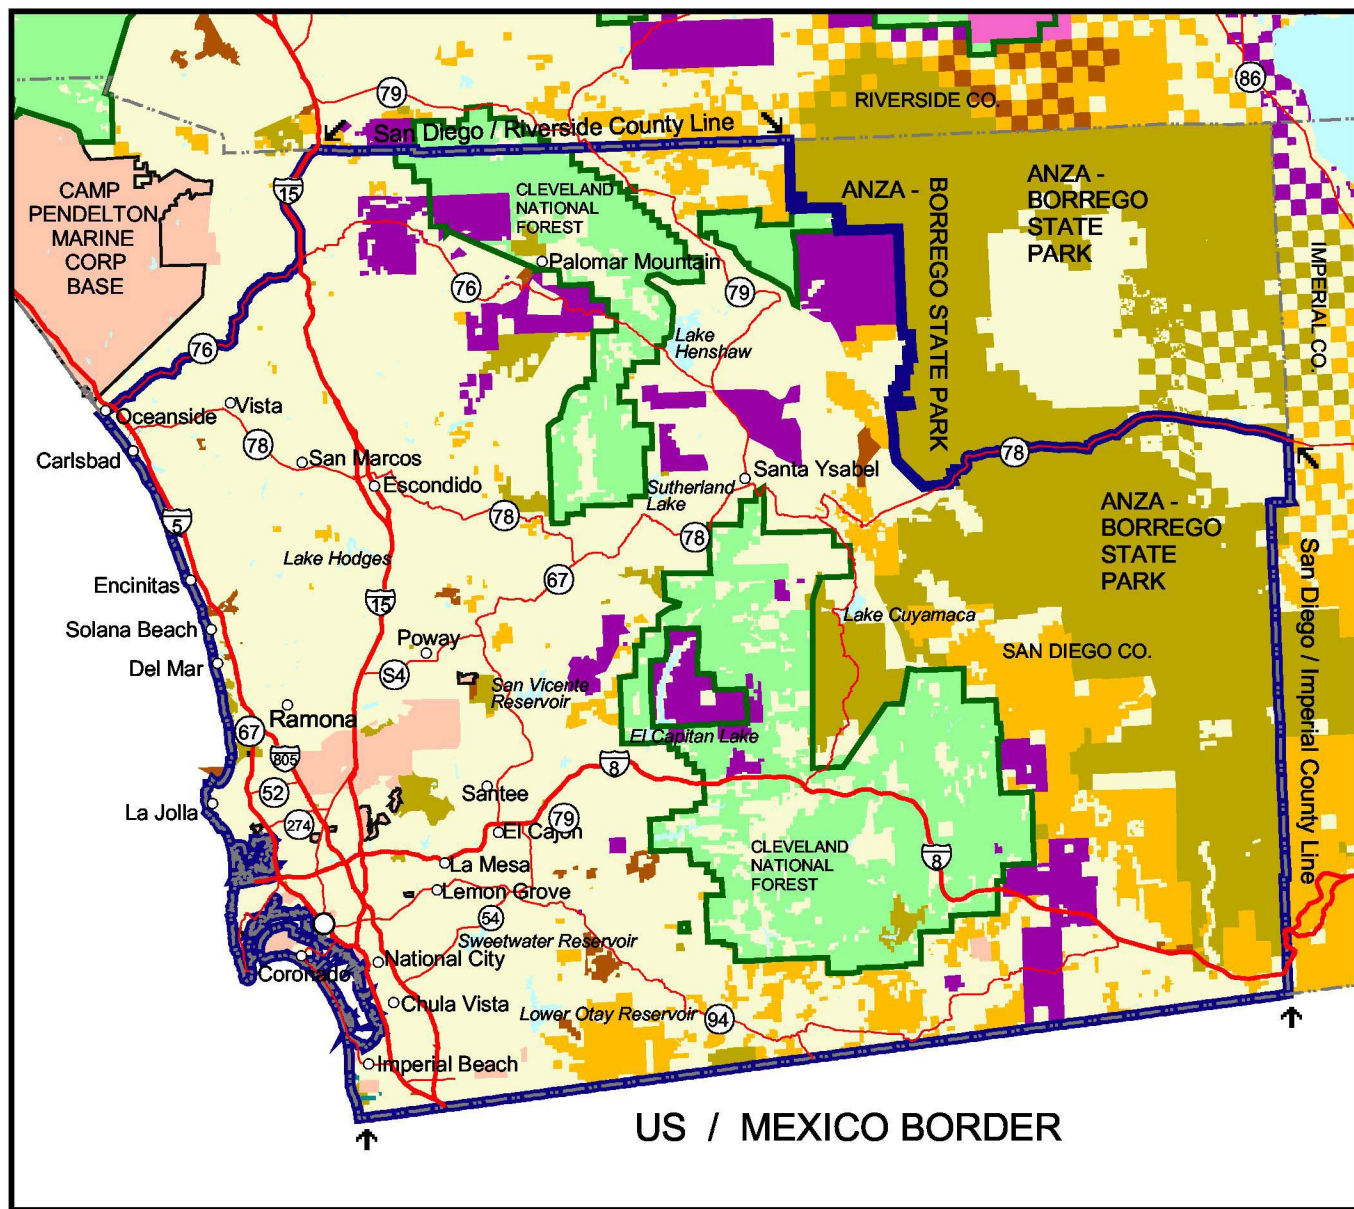 86
79
RIVERSIDE CO.
San Diego / Riverside County Line
CAMP
PENDELTON
MARINE
CORP
BASE
15
CLEVELAND
NATIONAL
FOREST
ANZA -
BORREGO STATE PARK
ANZA -
BORREGO
STATE
PARK
IMPERIAL CO.
Palomar Mountain
76
79
76
Lake
Henshaw
Oceanside
Vista
78
Carlsbad
San Marcos
Escondido
Santa Ysabel
78
Sutherland
Lake
78
78
5
Lake Hodges
67
ANZA -
BORREGO
STATE
PARK
San Diego / Imperial County Line
Encinitas
15
Lake Cuyamaca
Solana Beach
Poway
Del Mar
S4
SAN DIEGO CO.
San Vicente
Reservoir
Ramona
67
El Capitan Lake
805
8
52
Santee
La Jolla
274
79
El Cajon
La Mesa
CLEVELAND
NATIONAL
FOREST
8
Lemon Grove
54
Sweetwater Reservoir
National City
Coronado
Chula Vista
Lower Otay Reservoir
94
Imperial Beach
US / MEXICO BORDER